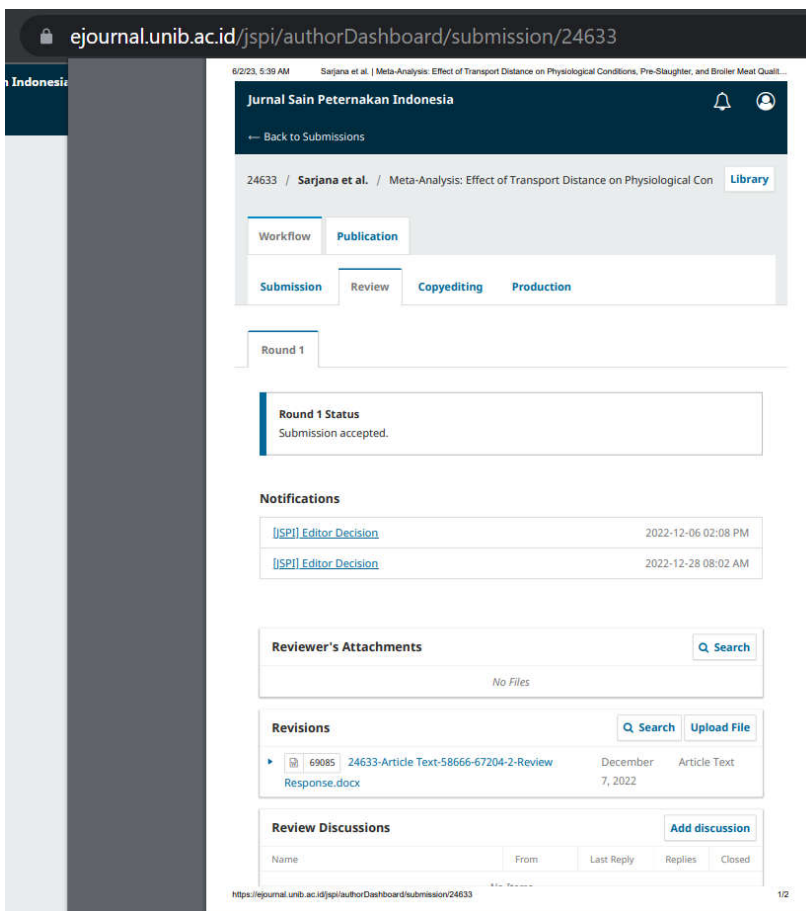 ejournal.unib.ac.id/jspi/authorDashboard/submission/24633
n Indonesia
6/2/23, 5:39 AM Sarjana et al. | Meta-Analysis: Effect of Transport Distance on Physiological Conditions, Pre-Slaughter, and Broiler Meat Qualit...
Jurnal Sain Peternakan Indonesia
← Back to Submissions
24633 / Sarjana et al. / Meta-Analysis: Effect of Transport Distance on Physiological Con Library
Workflow Publication
Submission Review Copyediting Production
Round 1
Round 1 Status
Submission accepted.
Notifications
[JSPI] Editor Decision 2022-12-06 02:08 PM
[JSPI] Editor Decision 2022-12-28 08:02 AM
Reviewer's Attachments Search
No Files
Revisions Search Upload File
69085 24633-Article Text-58666-67204-2-Review December Article Text
Response.docx 7, 2022
Review Discussions Add discussion
Name From Last Reply Replies Closed
https://ejournal.unib.ac.id/jspi/authorDashboard/submission/24633 1/2